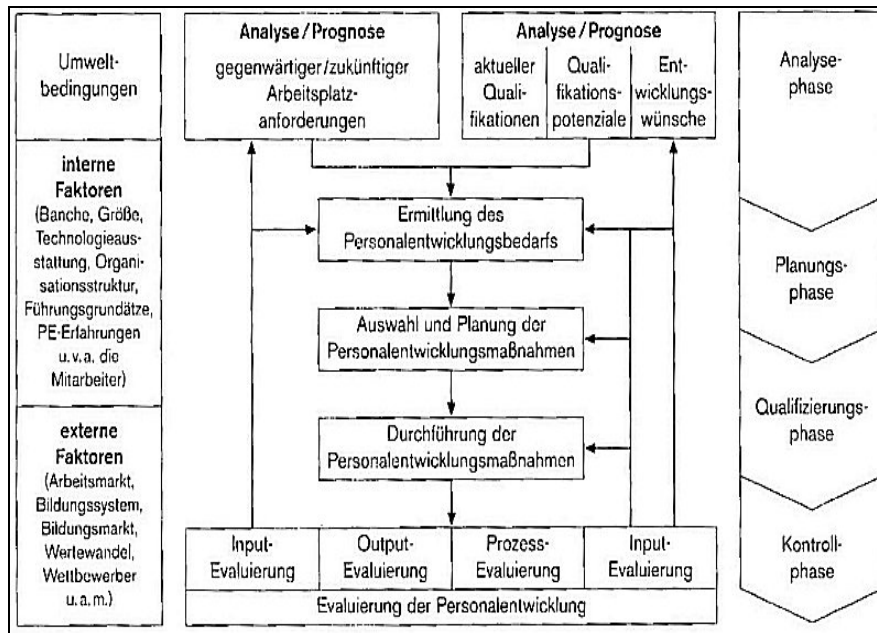 Umwelt-
bedingungen
interne
Faktoren
(Banche, Größe,
Technologieaus-
stattung, Organi-
sationsstruktur,
Führungsgrundätze,
PE-Erfahrungen
u.v.a. die
Mitarbeiter)
externe
Faktoren
(Arbeitsmarkt,
Bildungssystem,
Bildungsmarkt,
Wertewandel,
Wettbewerber
u.a.m.)
Analyse/Prognose
gegenwärtiger/zukünftiger
Arbeitsplatz-
anforderungen
Analyse/Prognose
aktueller
Quali-
fikationen
Quali-
fikations-
potenziale
Ent-
wicklungs-
wünsche
Ermittlung des
Personalentwicklungsbedarfs
Auswahl und Planung der
Personalentwicklungsmaßnahmen
Durchführung der
Personalentwicklungsmaßnahmen
Input-
Evaluierung
Output-
Evaluierung
Prozess-
Evaluierung
Input-
Evaluierung
Evaluierung der Personalentwicklung
Analyse-
phase
Planungs-
phase
Qualifizierungs-
phase
Kontroll-
phase